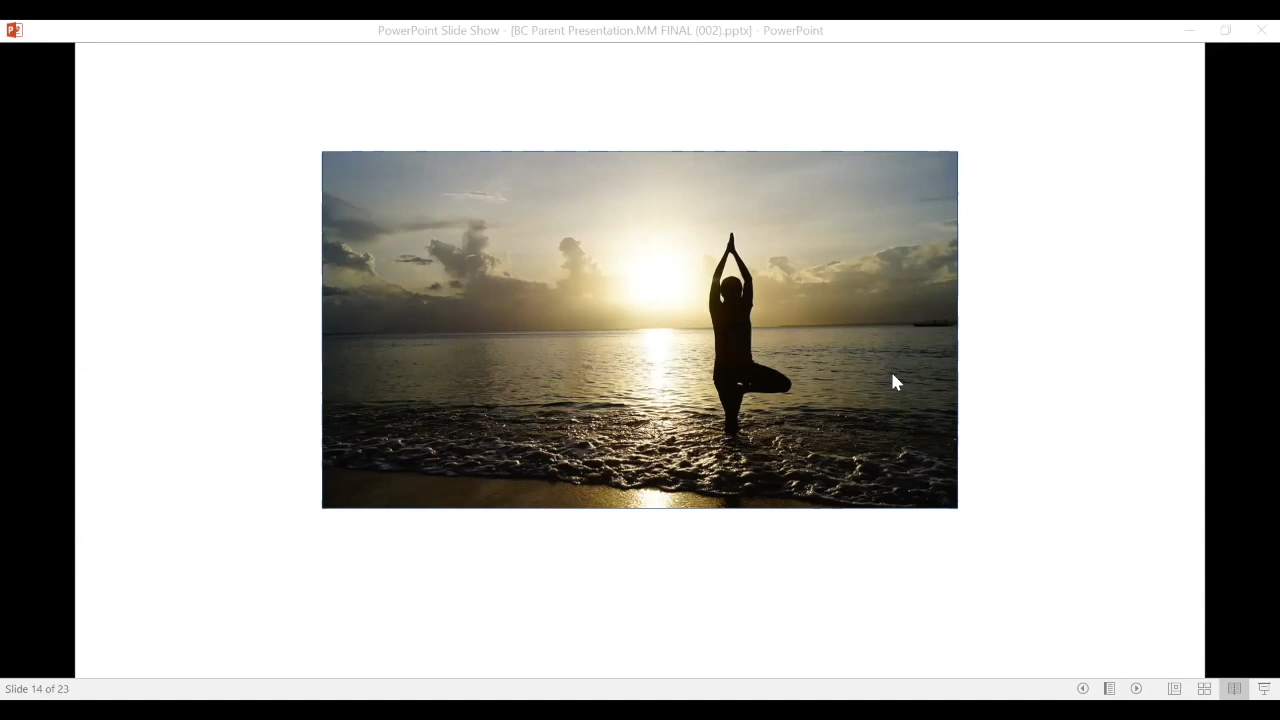 PowerPoint Slide Show - [BC Parent Presentation.MM FINAL (002).pptx] - PowerPoint
Slide 14 of 23